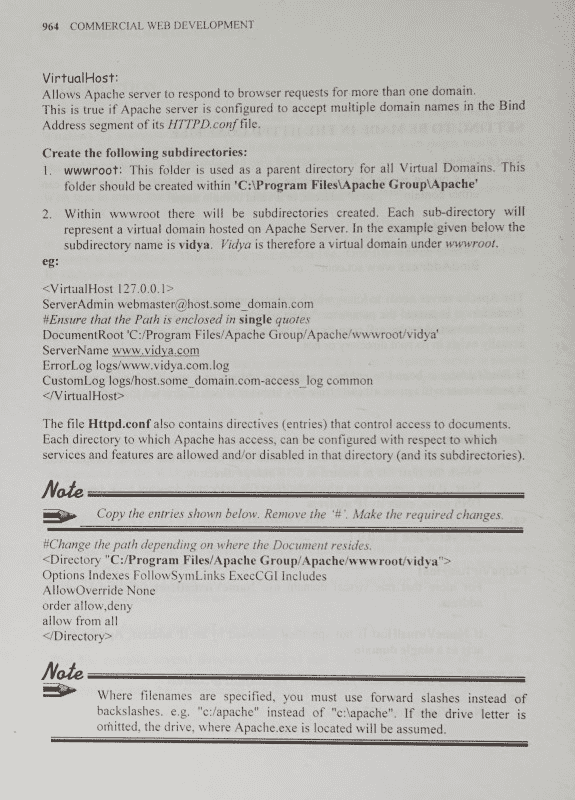 964 COMMERCIAL WEB DEVELOPMENT
VirtualHost:
Allows Apache server to respond to browser requests for more than one domain.
This is true if Apache server is configured to accept multiple domain names in the Bind
Address segment of its HTTPD.conf file.
Create the following subdirectories:
1. wwwroot: This folder is used as a parent directory for all Virtual Domains. This
folder should be created within 'C:\Program Files\Apache Group\Apache'
2. Within wwwroot there will be subdirectories created. Each sub-directory will
represent a virtual domain hosted on Apache Server. In the example given below the
subdirectory name is vidya. Vidya is therefore a virtual domain under wwwroot.
eg:
<VirtualHost 127.0.0.1>
ServerAdmin webmaster@host.some_domain.com
#Ensure that the Path is enclosed in single quotes
DocumentRoot 'C:/Program Files/Apache Group/Apache/wwwroot/vidya'
ServerName www.vidya.com
ErrorLog logs/www.vidya.com.log
CustomLog logs/host.some_domain.com-access_log common
</VirtualHost>
The file Httpd.conf also contains directives (entries) that control access to documents.
Each directory to which Apache has access, can be configured with respect to which
services and features are allowed and/or disabled in that directory (and its subdirectories).
Note
Copy the entries shown below. Remove the '#'. Make the required changes.
#Change the path depending on where the Document resides.
<Directory "C:/Program Files/Apache Group/Apache/wwwroot/vidya">
Options Indexes FollowSymLinks ExecCGI Includes
AllowOverride None
order allow,deny
allow from all
</Directory>
Note
Where filenames are specified, you must use forward slashes instead of
backslashes. e.g. "c:/apache" instead of "c:\apache". If the drive letter is
omitted, the drive, where Apache.exe is located will be assumed.